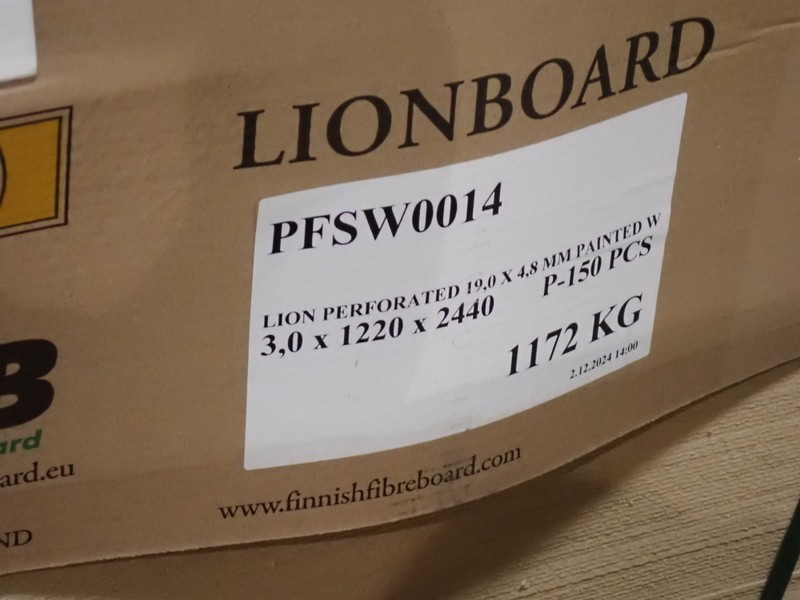 LIONBOARD
PFSW0014
LION PERFORATED 19,0 X 4,8 MM PAINTED W
3,0 x 1220 x 2440 P-150 PCS
1172 KG
2.12.2024 14:00
B
ard
ard.eu
www.finnishfibreboard.com
ND